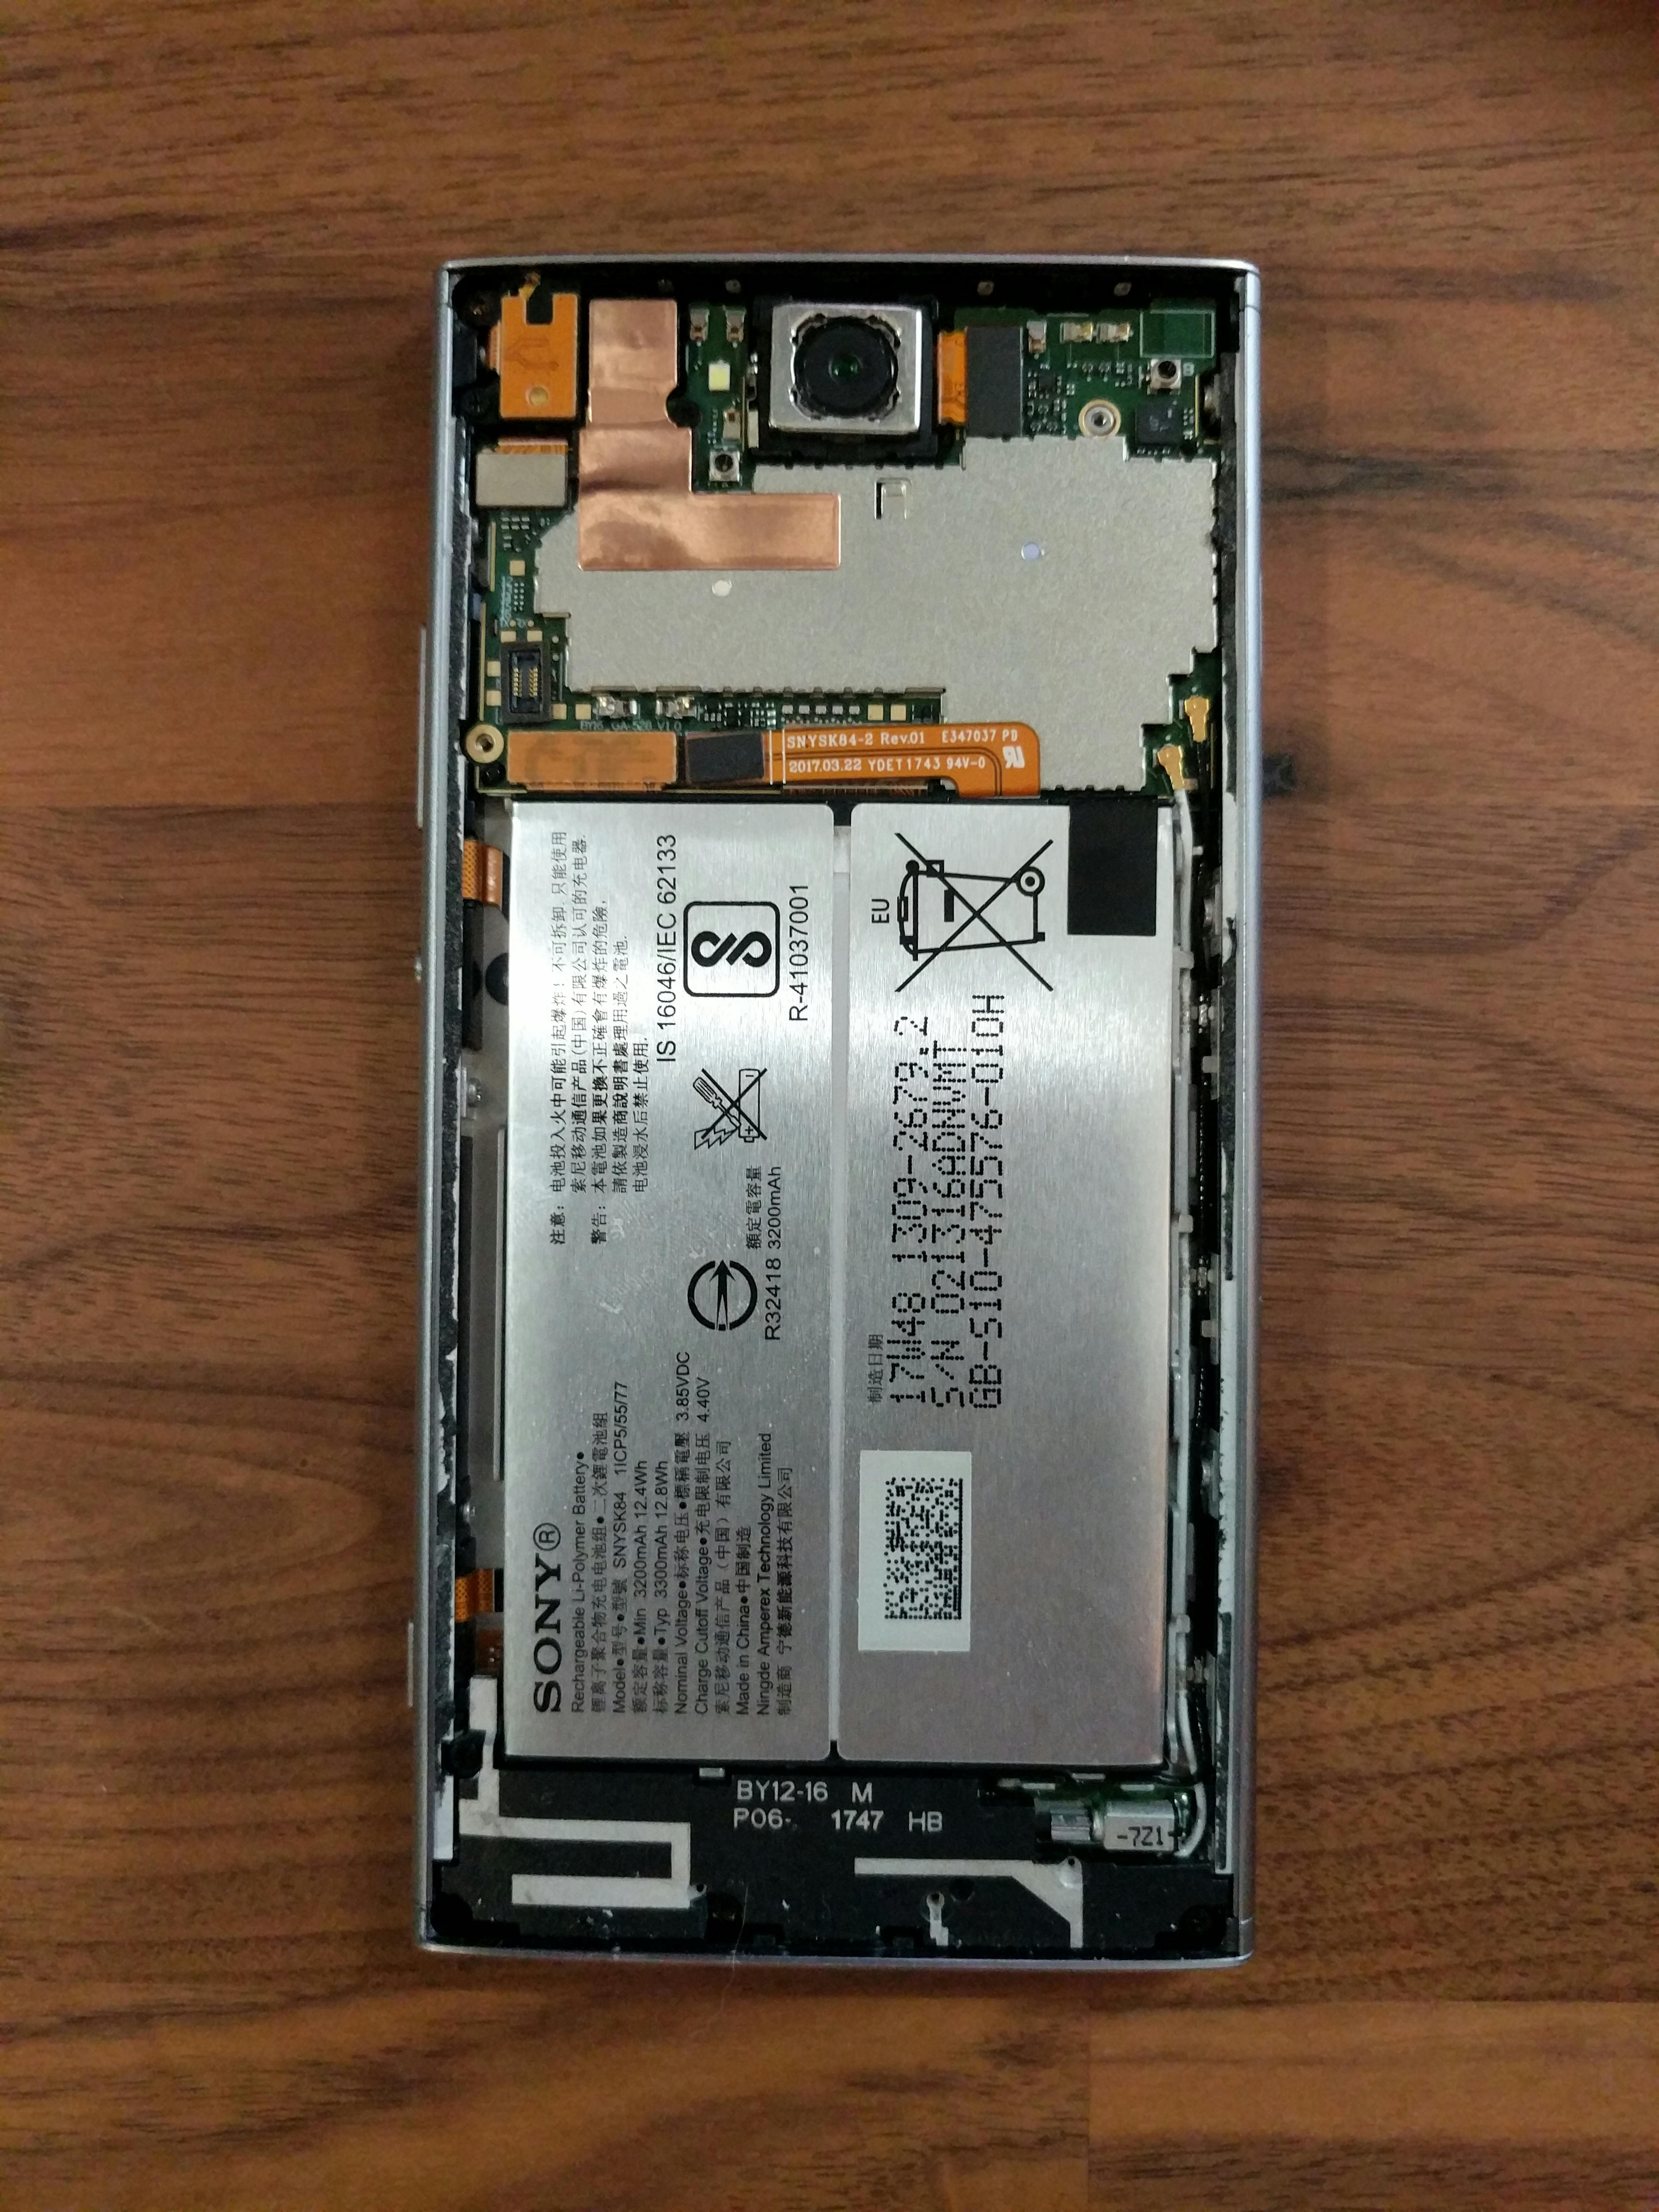 SNYSK84-2 Rev.01 E347037 PD
2017.03.22 YDET1743 94V-0
SONY®
Rechargeable Li-Polymer Battery●
锂离子聚合物充电电池组●二次鋰電池組
Model●型号●型號 SNYSK84 1ICP5/55/77
额定容量●Min 3200mAh 12.4Wh
标称容量●Typ 3300mAh 12.8Wh
Nominal Voltage●标称电压●標稱電壓 3.85VDC
Charge Cutoff Voltage●充电限制电压 4.40V
索尼移动通信产品(中国)有限公司
Made in China●中国制造
Ningde Amperex Technology Limited
制造商 宁德新能源科技有限公司
注意: 电池投入火中可能引起爆炸! 不可拆卸, 只能使用
索尼移动通信产品(中国)有限公司认可的充电器.
警告: 本電池如果更換不正確會有爆炸的危險,
請依製造商說明書處理用過之電池.
电池浸水后禁止使用.
額定電容量
R32418 3200mAh
IS 16046/IEC 62133
R-41037001
EU
制造日期
17W48 1309-2679.2
S/N 021316ADNVMT
GB-S10-475576-010H
BY12-16 M
P06- 1747 HB
-7Z1